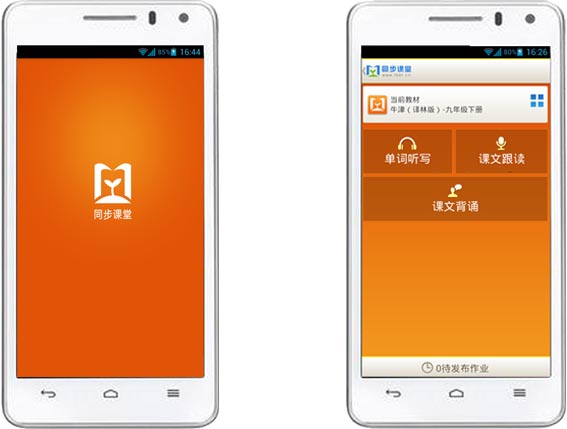 85% 16:44
同步课堂
80% 16:26
同步课堂
当前教材
牛津（译林版）-九年级下册
单词听写
课文跟读
课文背诵
0待发布作业